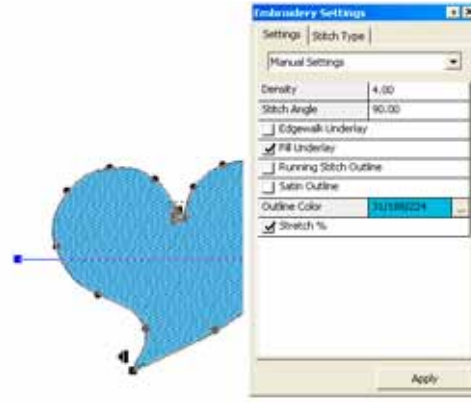 Embroidery Settings
Settings Stitch Type
Manual Settings
Density 4.00
Stitch Angle 90.00
Edgewalk Underlay
Fill Underlay
Running Stitch Outline
Satin Outline
Outline Color ...
Stretch %
Apply